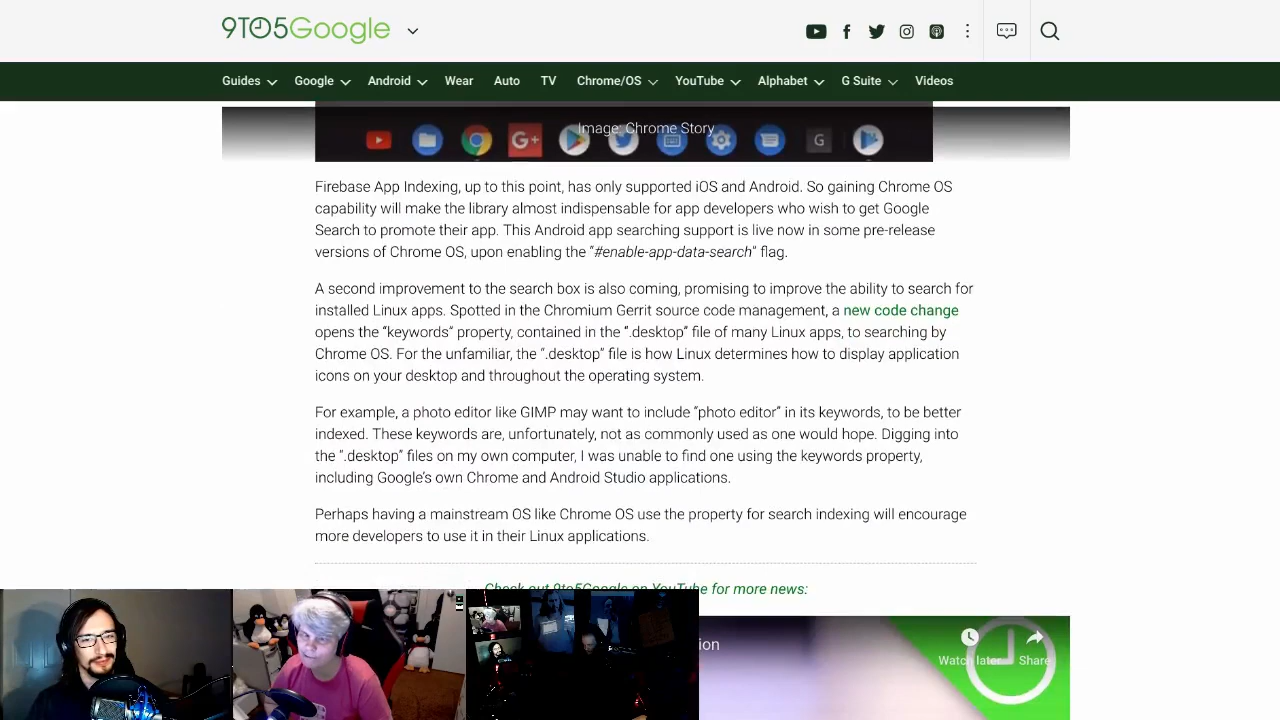 9TO5Google
Guides Google Android Wear Auto TV Chrome/OS YouTube Alphabet G Suite Videos
Image: Chrome Story
G+
G
Firebase App Indexing, up to this point, has only supported iOS and Android. So gaining Chrome OS
capability will make the library almost indispensable for app developers who wish to get Google
Search to promote their app. This Android app searching support is live now in some pre-release
versions of Chrome OS, upon enabling the “#enable-app-data-search” flag.
A second improvement to the search box is also coming, promising to improve the ability to search for
installed Linux apps. Spotted in the Chromium Gerrit source code management, a new code change
opens the “keywords” property, contained in the “.desktop” file of many Linux apps, to searching by
Chrome OS. For the unfamiliar, the “.desktop” file is how Linux determines how to display application
icons on your desktop and throughout the operating system.
For example, a photo editor like GIMP may want to include “photo editor” in its keywords, to be better
indexed. These keywords are, unfortunately, not as commonly used as one would hope. Digging into
the “.desktop” files on my own computer, I was unable to find one using the keywords property,
including Google’s own Chrome and Android Studio applications.
Perhaps having a mainstream OS like Chrome OS use the property for search indexing will encourage
more developers to use it in their Linux applications.
Check out 9to5Google on YouTube for more news:
tion
Watch later Share